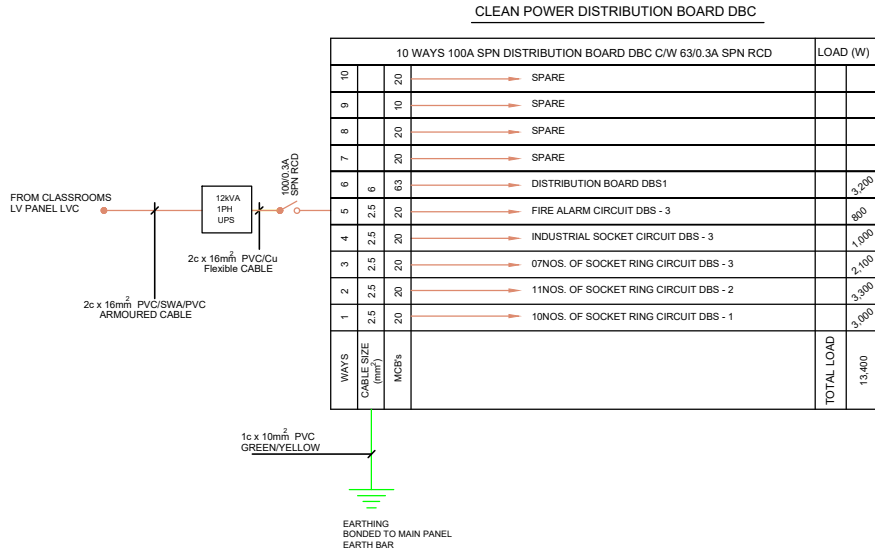 CLEAN POWER DISTRIBUTION BOARD DBC
10 WAYS 100A SPN DISTRIBUTION BOARD DBC C/W 63/0.3A SPN RCD LOAD (W)
10 20 SPARE
9 10 SPARE
8 20 SPARE
7 20 SPARE
6 6 63 DISTRIBUTION BOARD DBS1 3,200
5 2.5 20 FIRE ALARM CIRCUIT DBS - 3 800
4 2.5 20 INDUSTRIAL SOCKET CIRCUIT DBS - 3 1,000
3 2.5 20 07NOS. OF SOCKET RING CIRCUIT DBS - 3 2,100
2 2.5 20 11NOS. OF SOCKET RING CIRCUIT DBS - 2 3,300
1 2.5 20 10NOS. OF SOCKET RING CIRCUIT DBS - 1 3,000
WAYS
CABLE SIZE
(mm²)
MCB's
TOTAL LOAD
13,400
FROM CLASSROOMS
LV PANEL LVC
12kVA
1PH
UPS
100/0.3A
SPN RCD
2c x 16mm² PVC/Cu
Flexible CABLE
2c x 16mm² PVC/SWA/PVC
ARMOURED CABLE
1c x 10mm² PVC
GREEN/YELLOW
EARTHING
BONDED TO MAIN PANEL
EARTH BAR